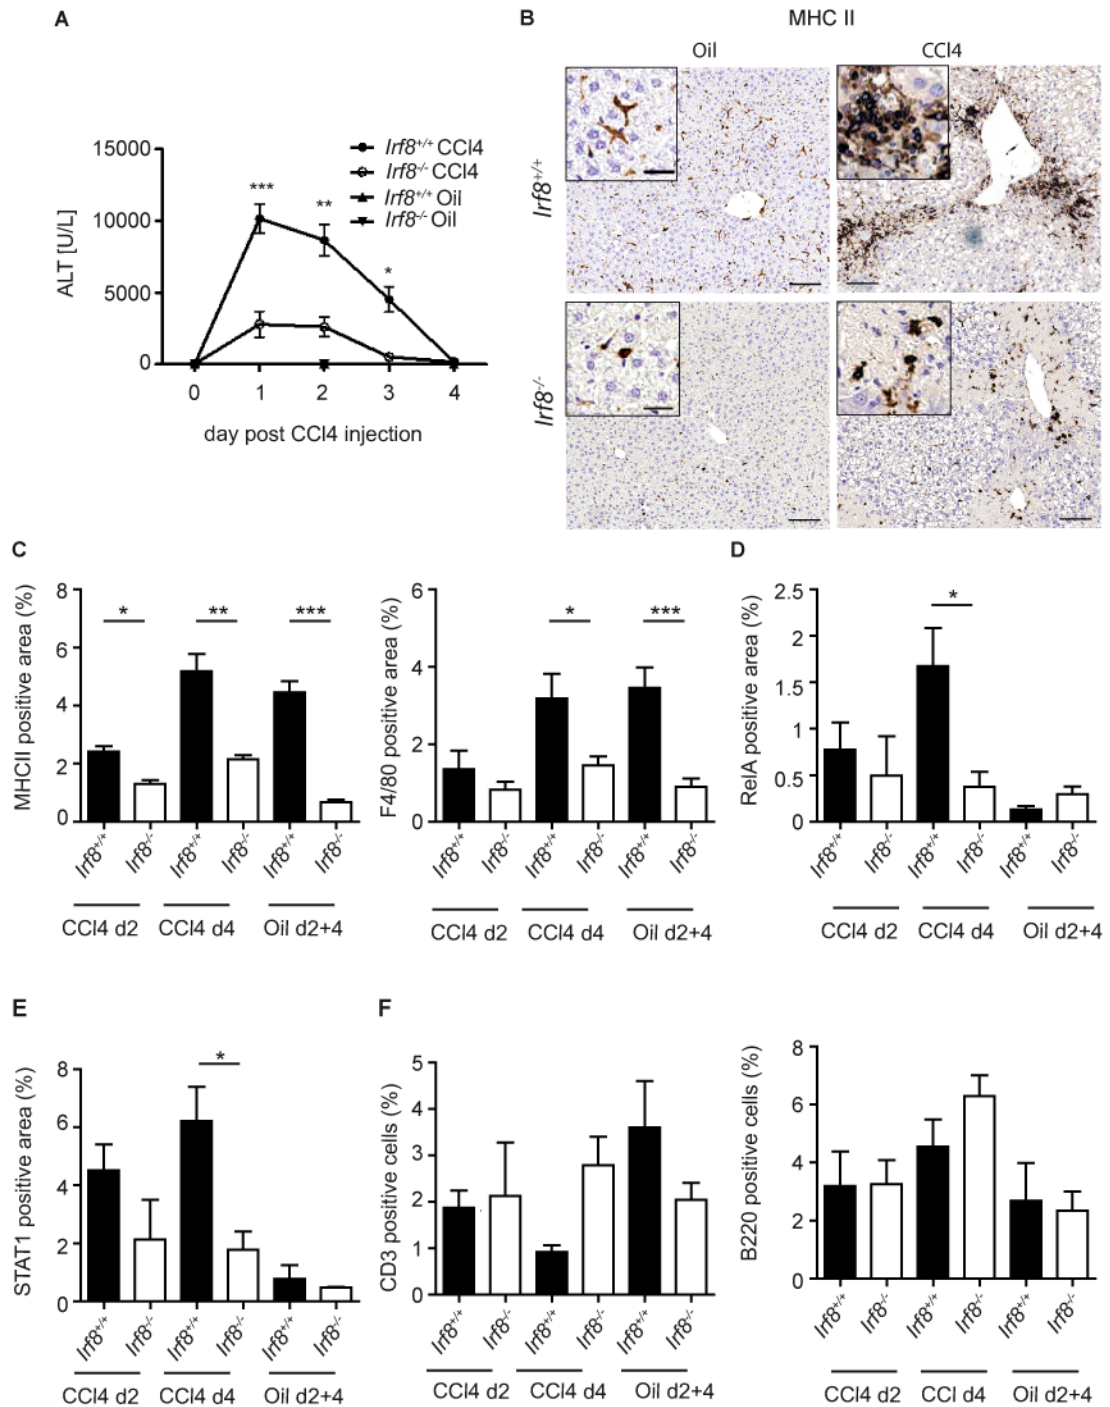 A
15000
10000
5000
0
ALT [U/L]
***
**
*
Irf8+/+ CCl4
Irf8-/- CCl4
Irf8+/+ Oil
Irf8-/- Oil
0 1 2 3 4
day post CCl4 injection
B
MHC II
Oil CCl4
Irf8+/+
Irf8-/-
C
MHCII positive area (%)
8
6
4
2
0
* ** ***
Irf8+/+ Irf8-/- Irf8+/+ Irf8-/- Irf8+/+ Irf8-/-
CCl4 d2 CCl4 d4 Oil d2+4
F4/80 positive area (%)
6
4
2
0
* ***
Irf8+/+ Irf8-/- Irf8+/+ Irf8-/- Irf8+/+ Irf8-/-
CCl4 d2 CCl4 d4 Oil d2+4
D
RelA positive area (%)
2.5
2
1.5
1
0.5
0
*
Irf8+/+ Irf8-/- Irf8+/+ Irf8-/- Irf8+/+ Irf8-/-
CCl4 d2 CCl4 d4 Oil d2+4
E
STAT1 positive area (%)
8
6
4
2
0
*
Irf8+/+ Irf8-/- Irf8+/+ Irf8-/- Irf8+/+ Irf8-/-
CCl4 d2 CCl4 d4 Oil d2+4
F
CD3 positive cells (%)
5
4
3
2
1
0
Irf8+/+ Irf8-/- Irf8+/+ Irf8-/- Irf8+/+ Irf8-/-
CCl4 d2 CCl4 d4 Oil d2+4
B220 positive cells (%)
8
6
4
2
0
Irf8+/+ Irf8-/- Irf8+/+ Irf8-/- Irf8+/+ Irf8-/-
CCl4 d2 CCl d4 Oil d2+4